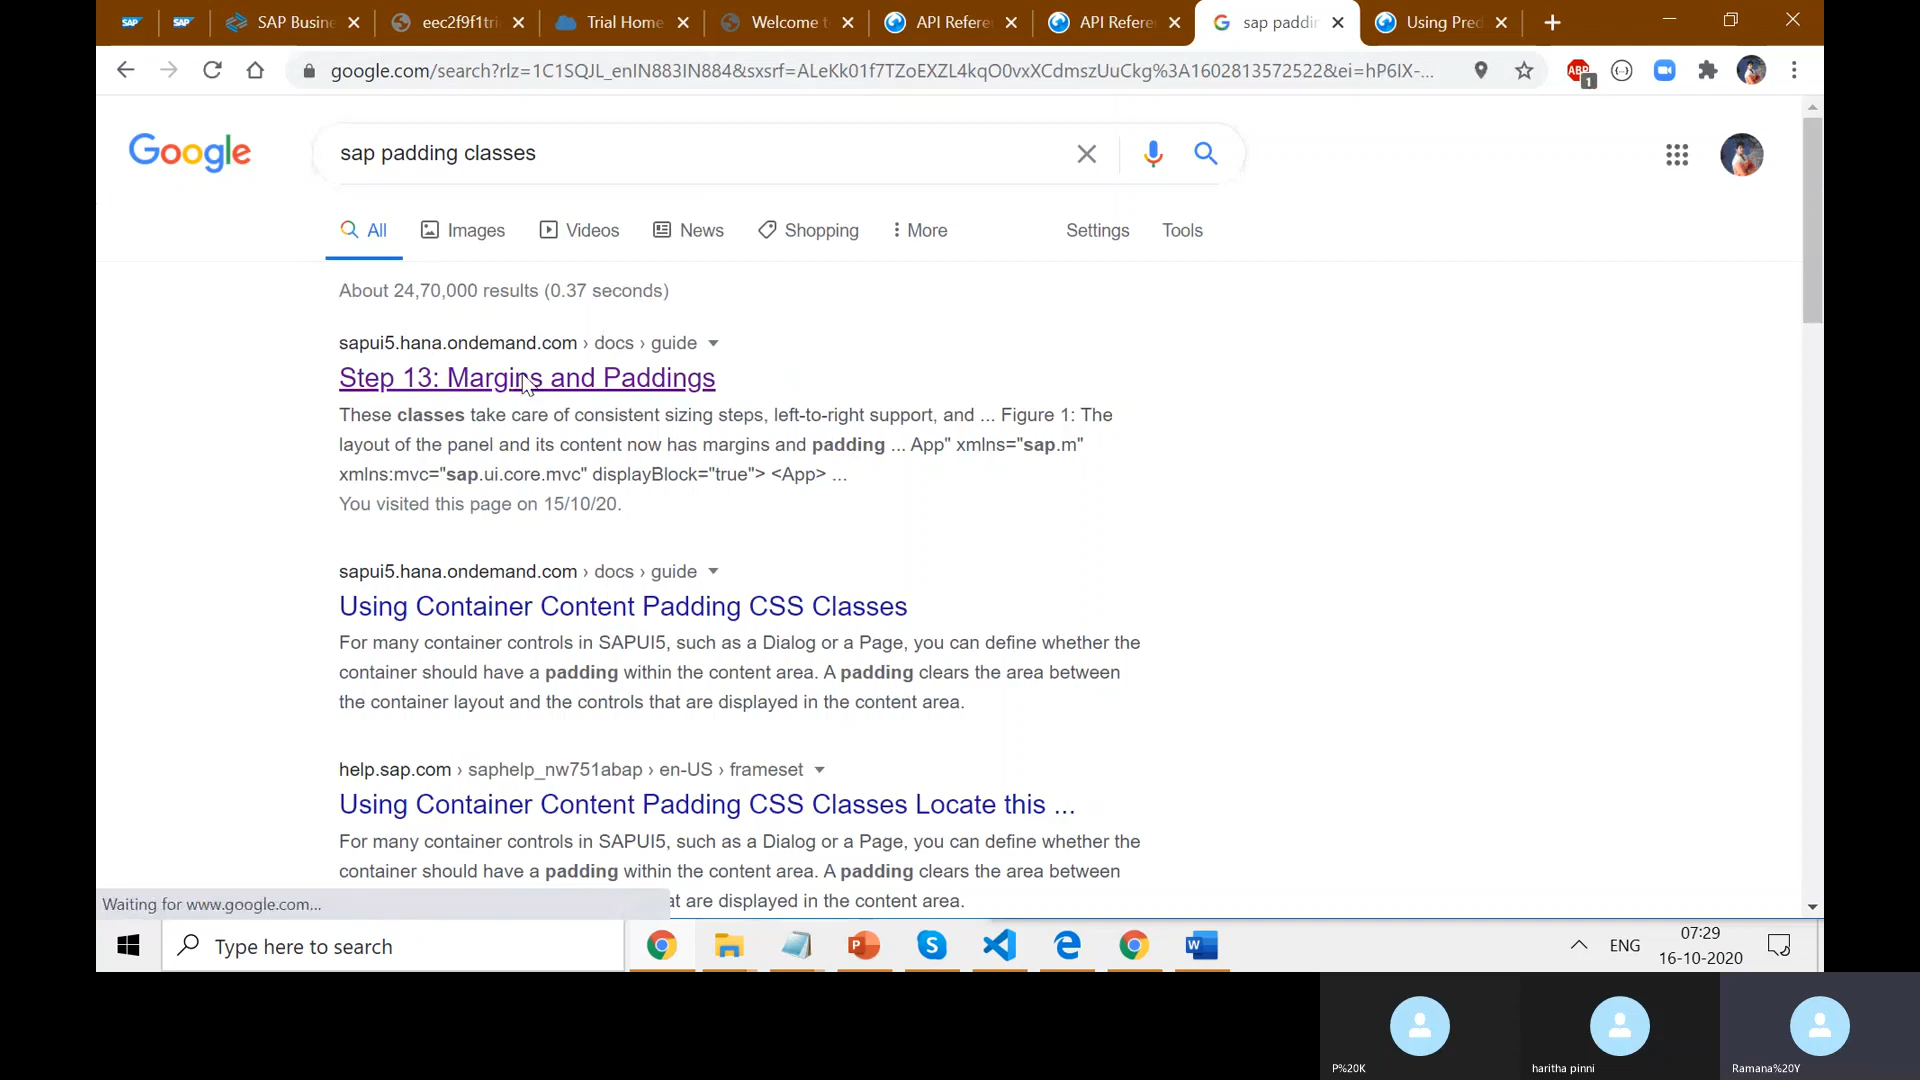 SAP
SAP
SAP Busin
eec2f9f1tri
Trial Home
Welcome t
API Refere
API Refere
sap paddin
Using Pred
google.com/search?rlz=1C1SQJL_enIN883IN884&sxsrf=ALeKk01f7TZoEXZL4kqO0vxXCdmszUuCkg%3A1602813572522&ei=hP6IX-...
ABP
1
Google
sap padding classes
All
Images
Videos
News
Shopping
More
Settings
Tools
About 24,70,000 results (0.37 seconds)
sapui5.hana.ondemand.com › docs › guide
Step 13: Margins and Paddings
These classes take care of consistent sizing steps, left-to-right support, and ... Figure 1: The
layout of the panel and its content now has margins and padding ... App" xmlns="sap.m"
xmlns:mvc="sap.ui.core.mvc" displayBlock="true"> <App> ...
You visited this page on 15/10/20.
sapui5.hana.ondemand.com › docs › guide
Using Container Content Padding CSS Classes
For many container controls in SAPUI5, such as a Dialog or a Page, you can define whether the
container should have a padding within the content area. A padding clears the area between
the container layout and the controls that are displayed in the content area.
help.sap.com › saphelp_nw751abap › en-US › frameset
Using Container Content Padding CSS Classes Locate this ...
For many container controls in SAPUI5, such as a Dialog or a Page, you can define whether the
container should have a padding within the content area. A padding clears the area between
at are displayed in the content area.
Waiting for www.google.com...
Type here to search
ENG
07:29
16-10-2020
P%20K
haritha pinni
Ramana%20Y